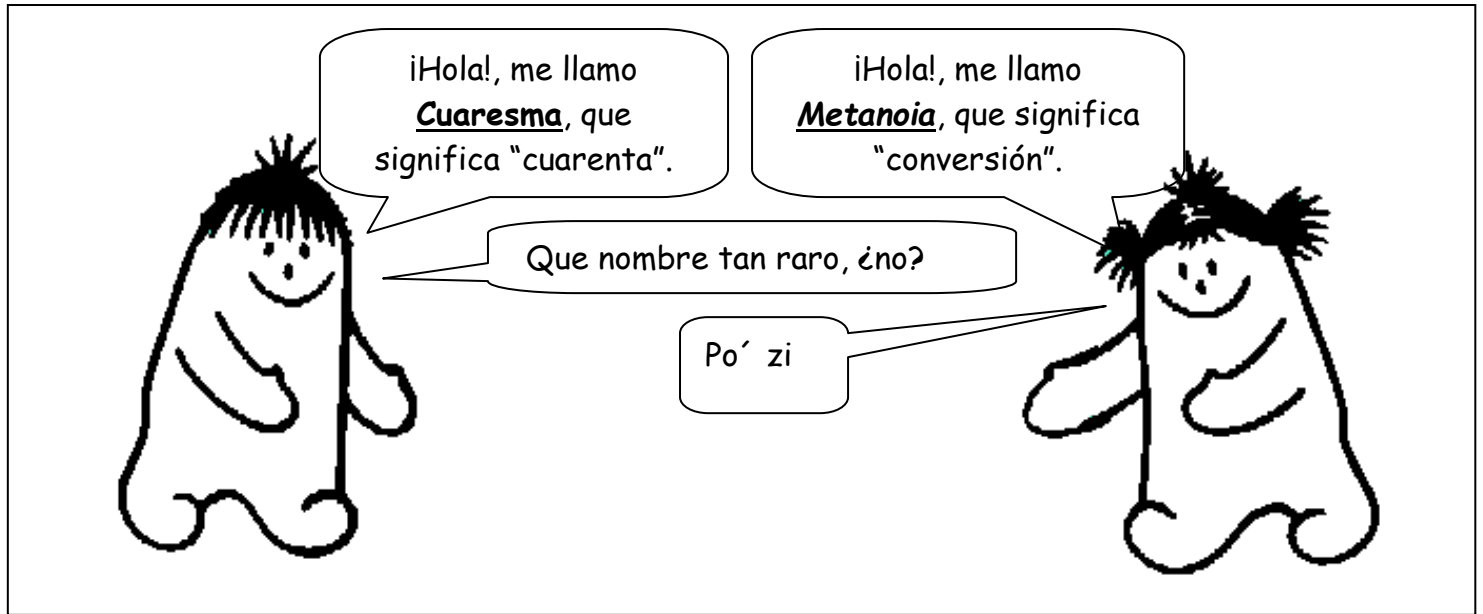 ¡Hola!, me llamo
Cuaresma, que
significa “cuarenta”.
¡Hola!, me llamo
Metanoia, que significa
“conversión”.
Que nombre tan raro, ¿no?
Po´ zi